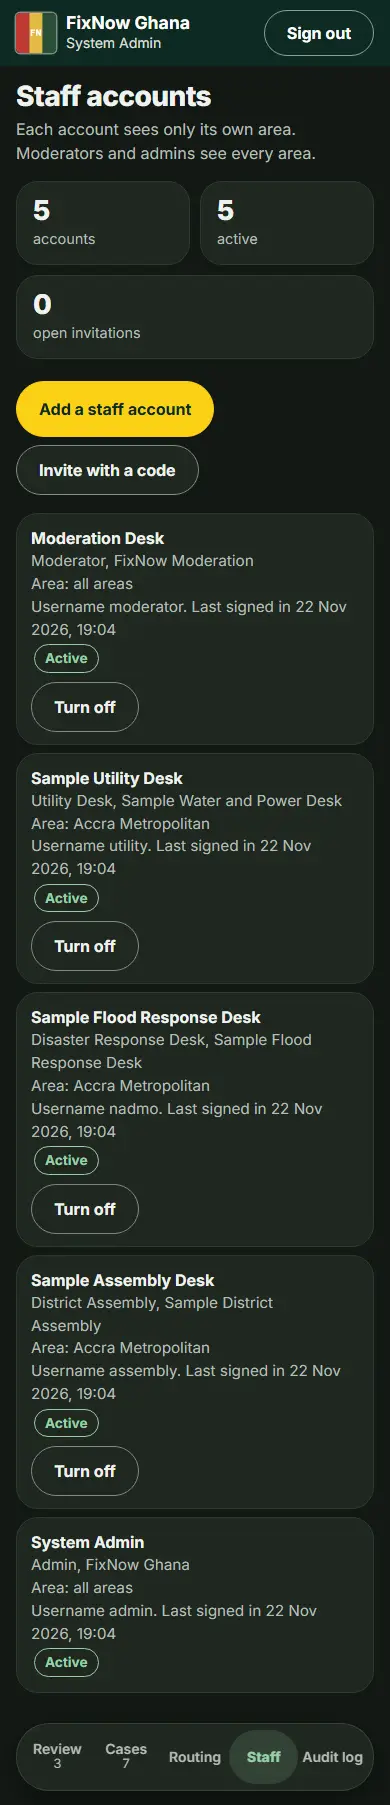 FN
FixNow Ghana
System Admin
Sign out
Staff accounts
Each account sees only its own area.
Moderators and admins see every area.
5
accounts
5
active
0
open invitations
Add a staff account
Invite with a code
Moderation Desk
Moderator, FixNow Moderation
Area: all areas
Username moderator. Last signed in 22 Nov
2026, 19:04
Active
Turn off
Sample Utility Desk
Utility Desk, Sample Water and Power Desk
Area: Accra Metropolitan
Username utility. Last signed in 22 Nov
2026, 19:04
Active
Turn off
Sample Flood Response Desk
Disaster Response Desk, Sample Flood
Response Desk
Area: Accra Metropolitan
Username nadmo. Last signed in 22 Nov
2026, 19:04
Active
Turn off
Sample Assembly Desk
District Assembly, Sample District
Assembly
Area: Accra Metropolitan
Username assembly. Last signed in 22 Nov
2026, 19:04
Active
Turn off
System Admin
Admin, FixNow Ghana
Area: all areas
Username admin. Last signed in 22 Nov
2026, 19:04
Active
Review
3
Cases
7
Routing
Staff
Audit log